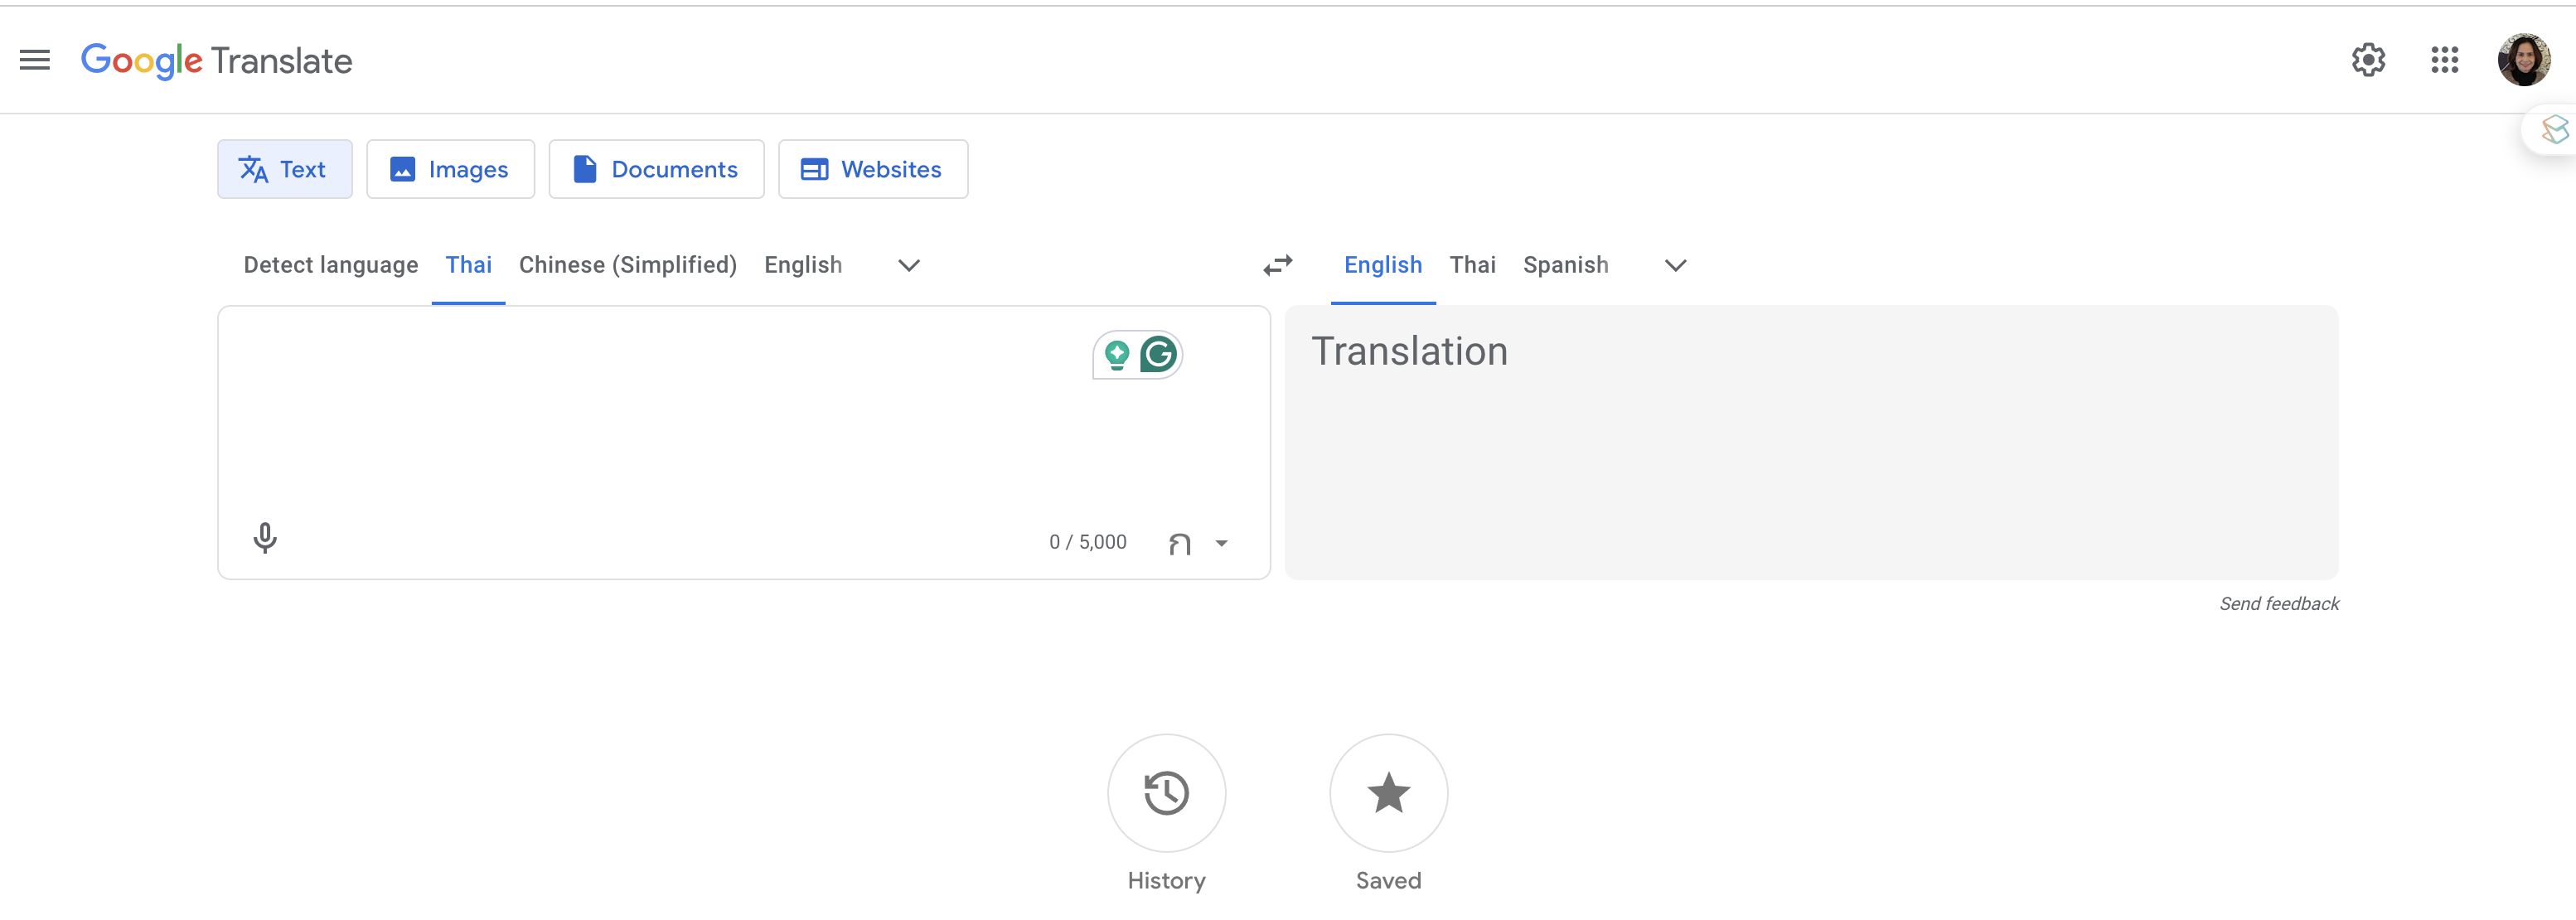 Google Translate
Text Images Documents Websites
Detect language Thai Chinese (Simplified) English English Thai Spanish
Translation
0 / 5,000 ก
Send feedback
History Saved